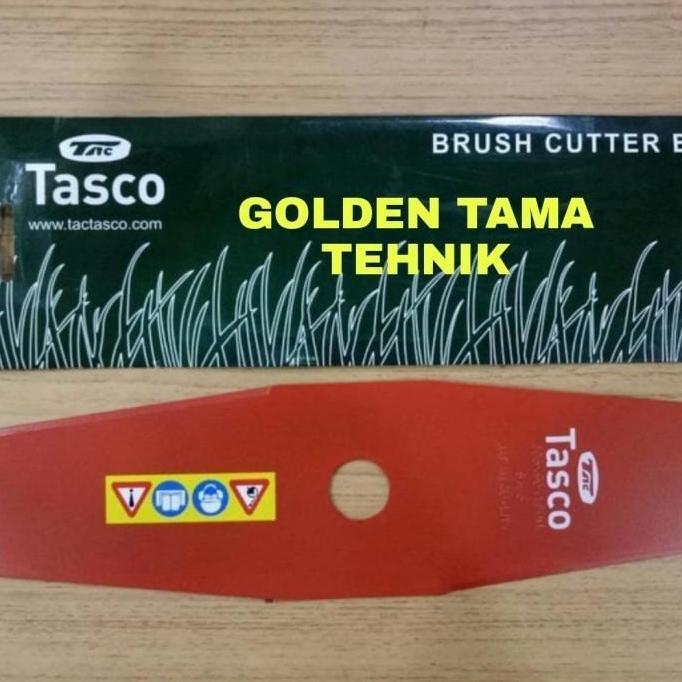 TAC
BRUSH CUTTER B
Tasco
www.tactasco.com
GOLDEN TAMA
TEHNIK
TAC
Tasco